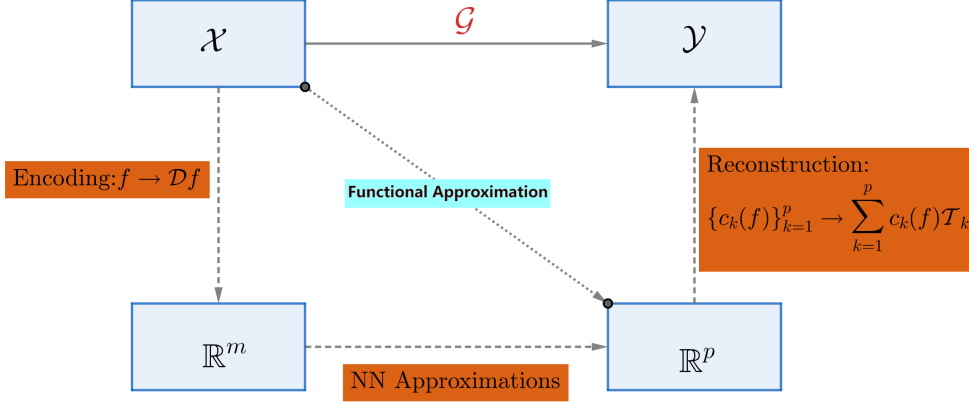 𝒳
𝒢
𝒴
Encoding:f → 𝒟f
Functional Approximation
Reconstruction:
{c_k(f)}_{k=1}^p → ∑_{k=1}^p c_k(f)𝒯_k
ℝ^m
NN Approximations
ℝ^p